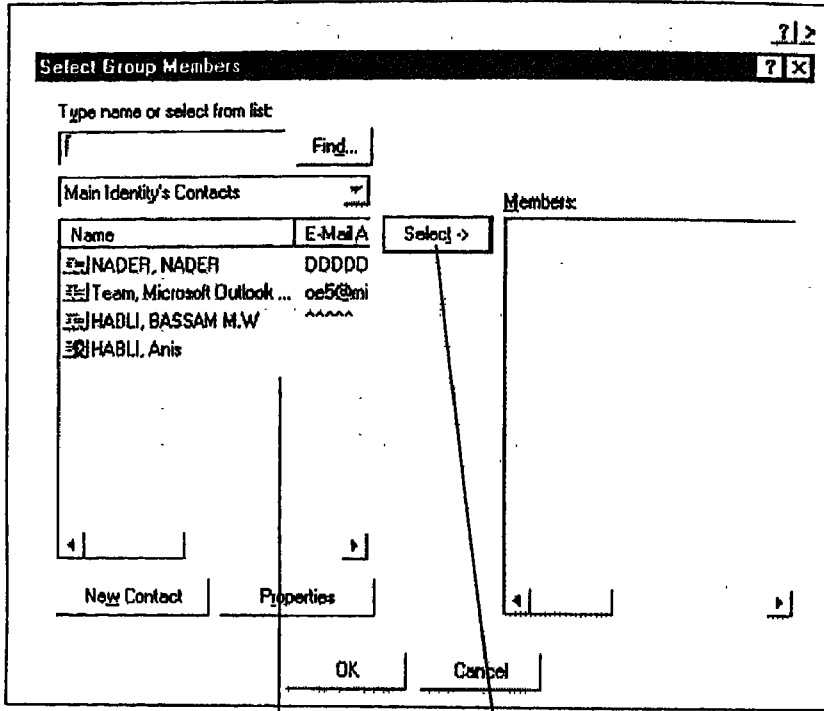 ? >
Select Group Members ? X
Type name or select from list:
Find...
Main Identity's Contacts
Members:
Name E-Mail A Select ->
NADER, NADER DDDDD
Team, Microsoft Outlook ... oe5@mi
HADLI, BASSAM M.W ^^^^^
HABLI, Anis
New Contact Properties
OK Cancel